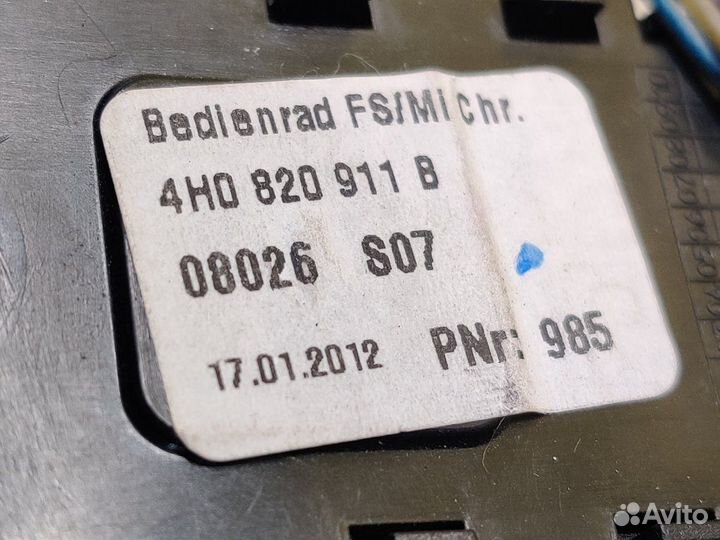 Bedienrad FS/Mi Chr.
4H0 820 911 B
08026 S07
17.01.2012 PNr: 985
Avito